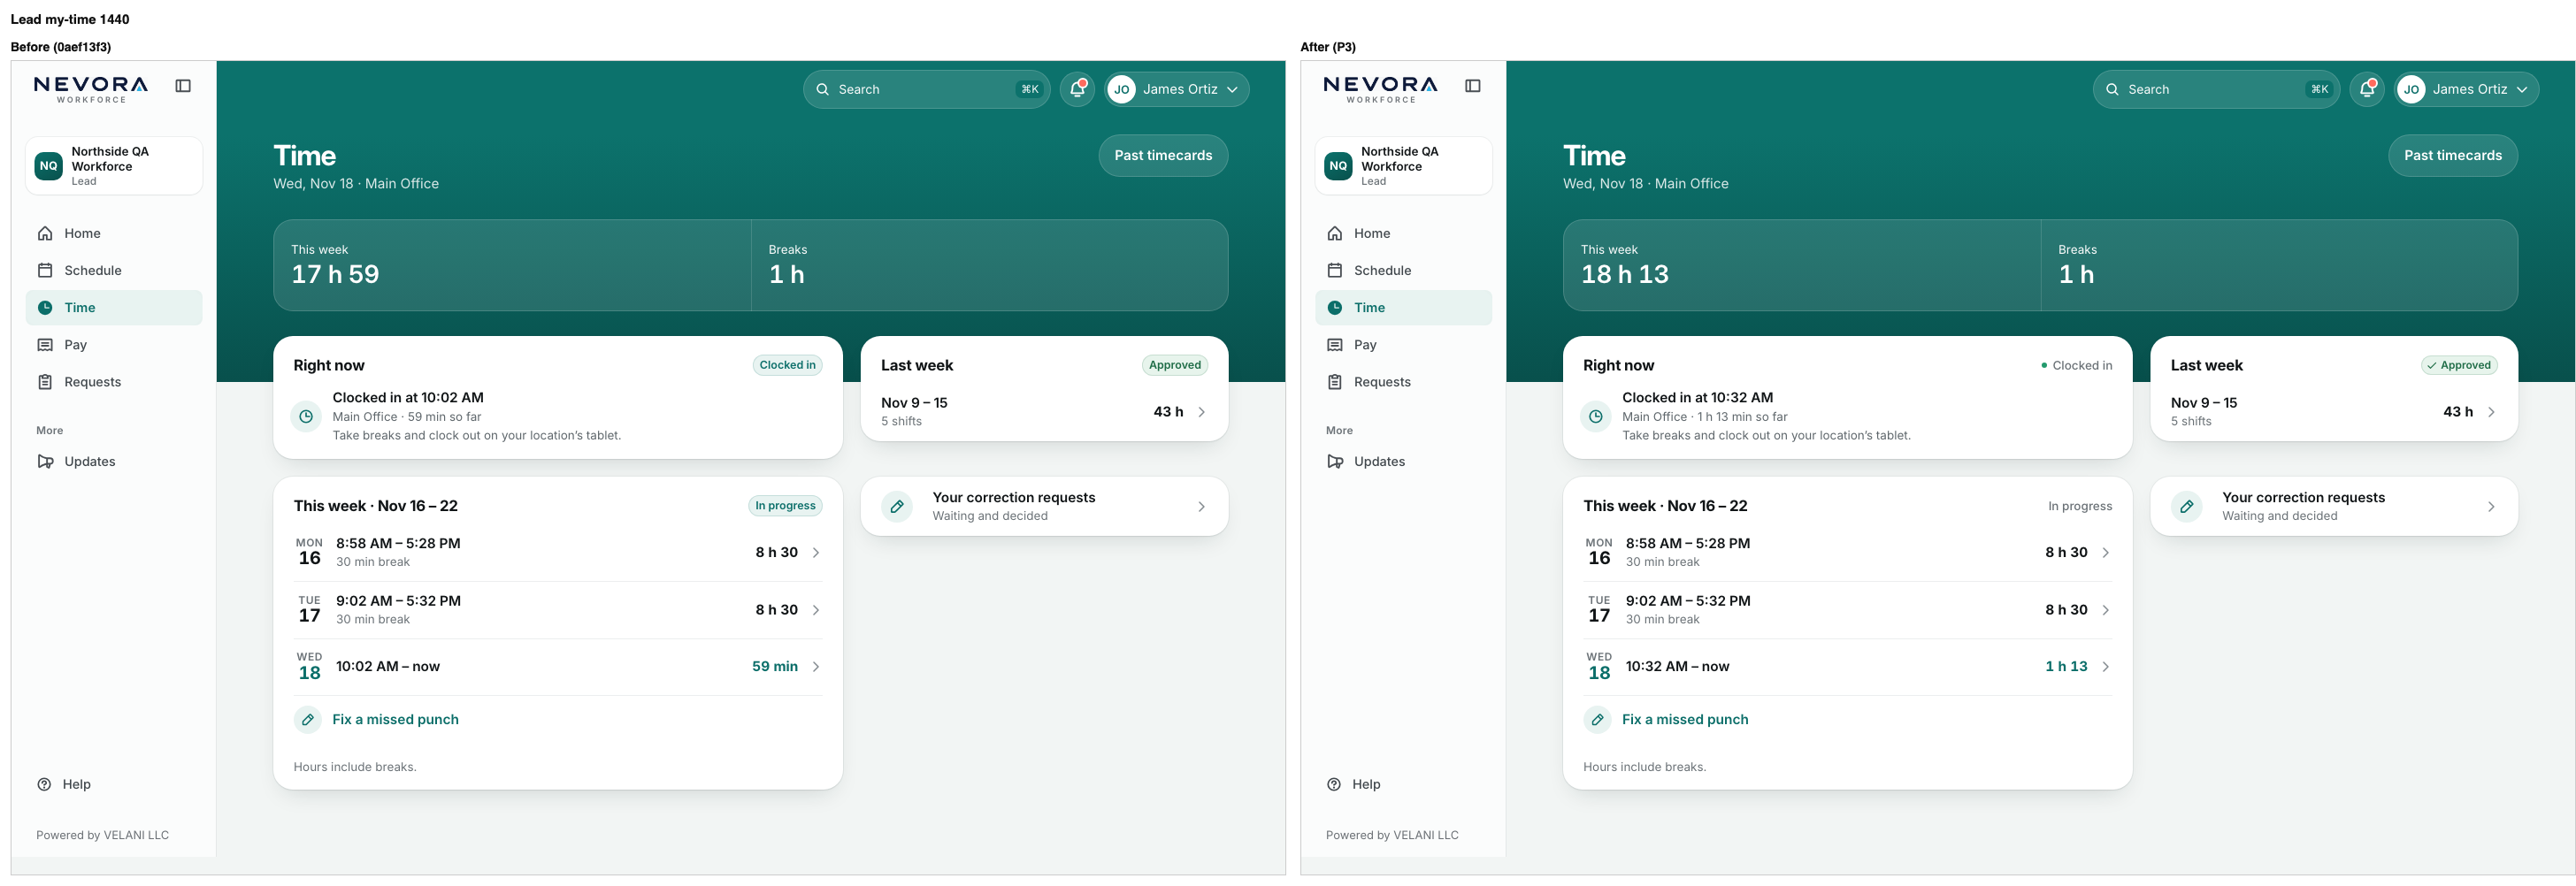 Lead my-time 1440
Before (0aef13f3)
NEVORA
WORKFORCE
Search
⌘K
JO
James Ortiz
NQ
Northside QA
Workforce
Lead
Home
Schedule
Time
Pay
Requests
More
Updates
Help
Powered by VELANI LLC
Time
Wed, Nov 18 · Main Office
Past timecards
This week
17 h 59
Breaks
1 h
Right now
Clocked in
Clocked in at 10:02 AM
Main Office · 59 min so far
Take breaks and clock out on your location’s tablet.
Last week
Approved
Nov 9 – 15
5 shifts
43 h
This week · Nov 16 – 22
In progress
MON
16
8:58 AM – 5:28 PM
30 min break
8 h 30
TUE
17
9:02 AM – 5:32 PM
30 min break
8 h 30
WED
18
10:02 AM – now
59 min
Fix a missed punch
Hours include breaks.
Your correction requests
Waiting and decided
After (P3)
NEVORA
WORKFORCE
Search
⌘K
JO
James Ortiz
NQ
Northside QA
Workforce
Lead
Home
Schedule
Time
Pay
Requests
More
Updates
Help
Powered by VELANI LLC
Time
Wed, Nov 18 · Main Office
Past timecards
This week
18 h 13
Breaks
1 h
Right now
Clocked in
Clocked in at 10:32 AM
Main Office · 1 h 13 min so far
Take breaks and clock out on your location’s tablet.
Last week
Approved
Nov 9 – 15
5 shifts
43 h
This week · Nov 16 – 22
In progress
MON
16
8:58 AM – 5:28 PM
30 min break
8 h 30
TUE
17
9:02 AM – 5:32 PM
30 min break
8 h 30
WED
18
10:32 AM – now
1 h 13
Fix a missed punch
Hours include breaks.
Your correction requests
Waiting and decided